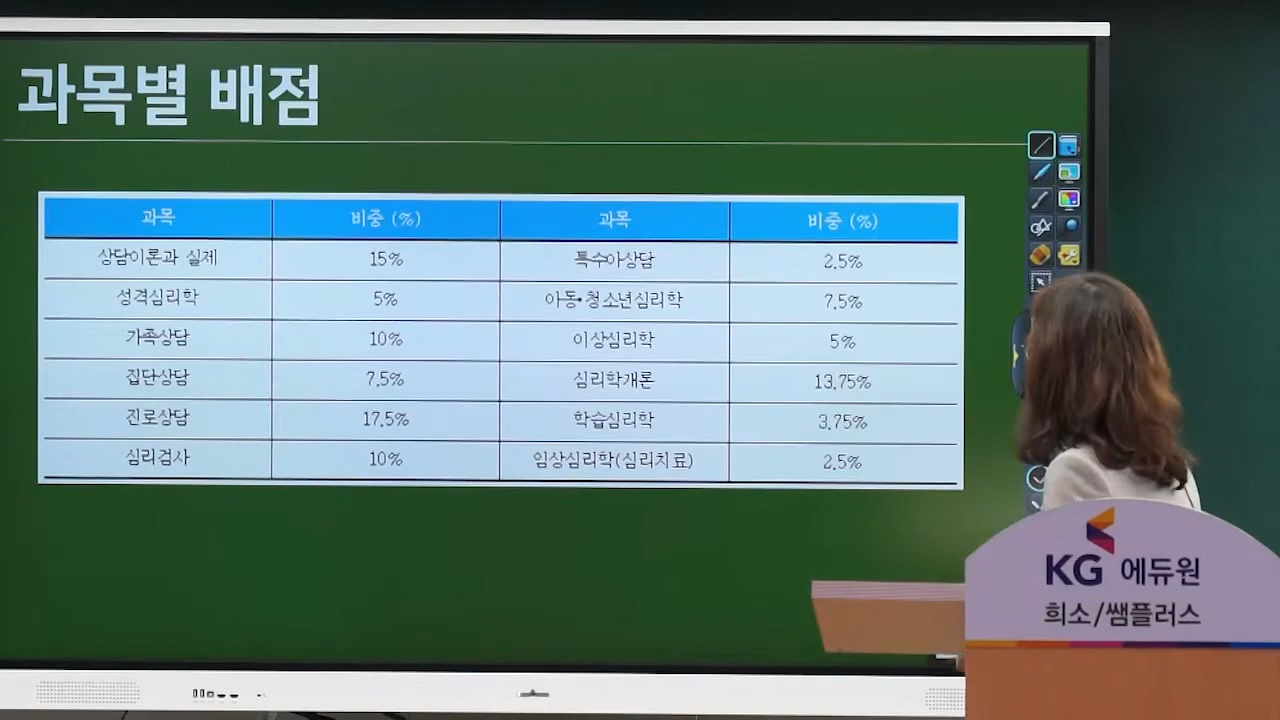 과목별 배점
과목 비중 (%) 과목 비중 (%)
상담이론과 실제 15% 특수아상담 2.5%
성격심리학 5% 아동·청소년심리학 7.5%
가족상담 10% 이상심리학 5%
집단상담 7.5% 심리학개론 13.75%
진로상담 17.5% 학습심리학 3.75%
심리검사 10% 임상심리학(심리치료) 2.5%
KG 에듀원
희소/쌤플러스